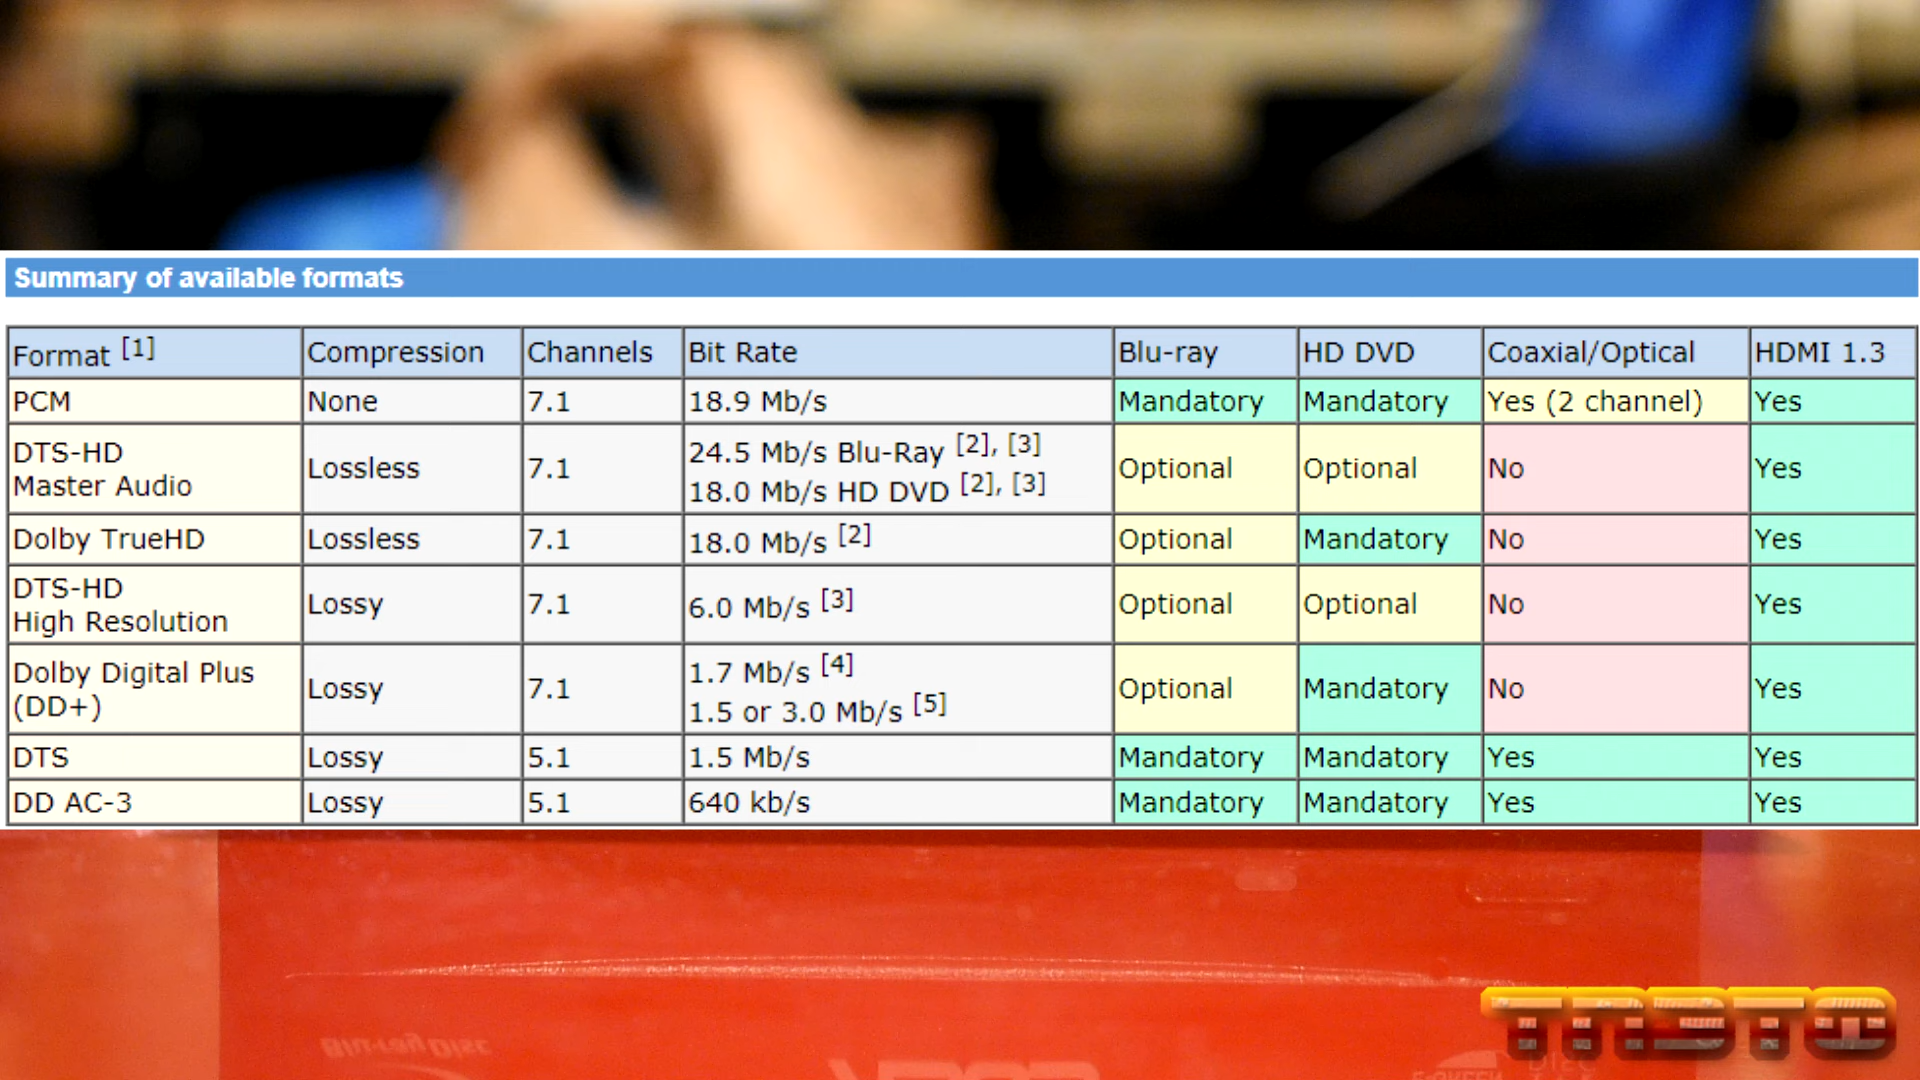 Summary of available formats
Format [1] Compression Channels Bit Rate Blu-ray HD DVD Coaxial/Optical HDMI 1.3
PCM None 7.1 18.9 Mb/s Mandatory Mandatory Yes (2 channel) Yes
DTS-HD
Master Audio Lossless 7.1 24.5 Mb/s Blu-Ray [2], [3]
18.0 Mb/s HD DVD [2], [3] Optional Optional No Yes
Dolby TrueHD Lossless 7.1 18.0 Mb/s [2] Optional Mandatory No Yes
DTS-HD
High Resolution Lossy 7.1 6.0 Mb/s [3] Optional Optional No Yes
Dolby Digital Plus
(DD+) Lossy 7.1 1.7 Mb/s [4]
1.5 or 3.0 Mb/s [5] Optional Mandatory No Yes
DTS Lossy 5.1 1.5 Mb/s Mandatory Mandatory Yes Yes
DD AC-3 Lossy 5.1 640 kb/s Mandatory Mandatory Yes Yes
Blu-ray Disc